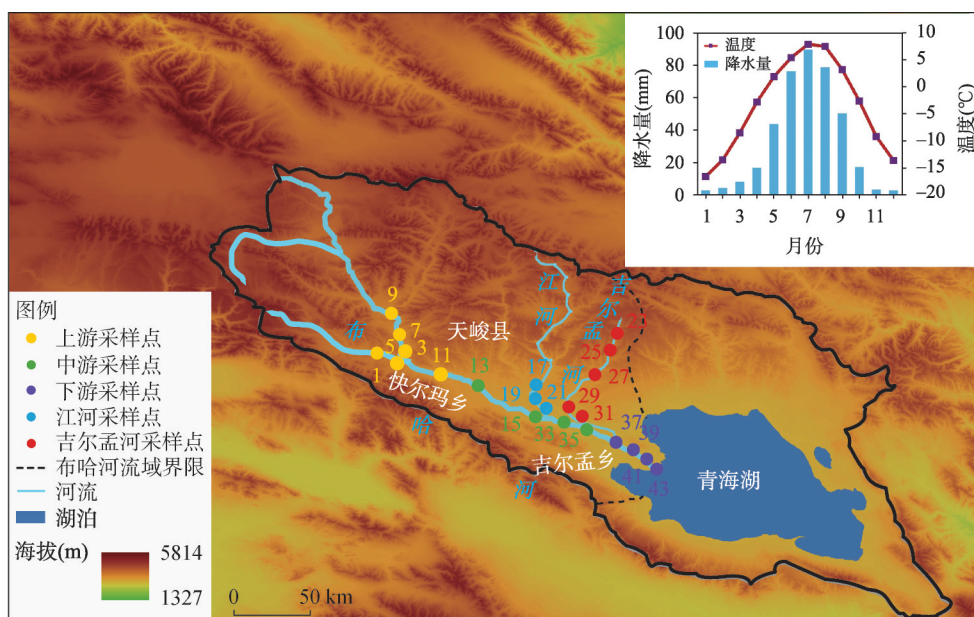 100
80
60
40
20
0
降水量(mm)
温度
降水量
10
5
0
−5
−10
−15
−20
温度(℃)
1 3 5 7 9 11
月份
图例
上游采样点
中游采样点
下游采样点
江河采样点
吉尔孟河采样点
布哈河流域界限
河流
湖泊
海拔(m)
5814
1327
0 50 km
布
哈
河
江
河
吉
尔
孟
河
天峻县
快尔玛乡
吉尔孟乡
青海湖
9
7
5
3
1
11
13
17
19
21
15
33
35
25
27
29
31
37
39
41
43